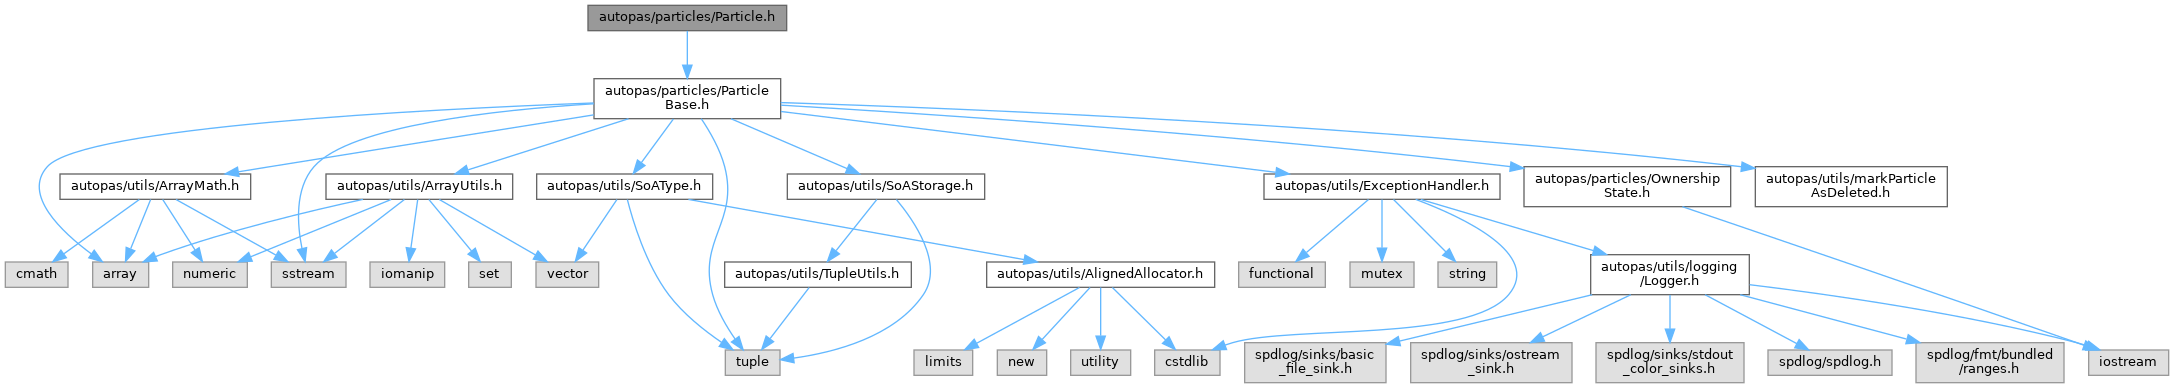 autopas/particles/Particle.h
autopas/particles/Particle
Base.h
autopas/utils/ArrayMath.h
autopas/utils/ArrayUtils.h
autopas/utils/SoAType.h
autopas/utils/SoAStorage.h
autopas/utils/ExceptionHandler.h
autopas/particles/Ownership
State.h
autopas/utils/markParticle
AsDeleted.h
cmath
array
numeric
sstream
iomanip
set
vector
autopas/utils/TupleUtils.h
autopas/utils/AlignedAllocator.h
functional
mutex
string
autopas/utils/logging
/Logger.h
tuple
limits
new
utility
cstdlib
spdlog/sinks/basic
_file_sink.h
spdlog/sinks/ostream
_sink.h
spdlog/sinks/stdout
_color_sinks.h
spdlog/spdlog.h
spdlog/fmt/bundled
/ranges.h
iostream